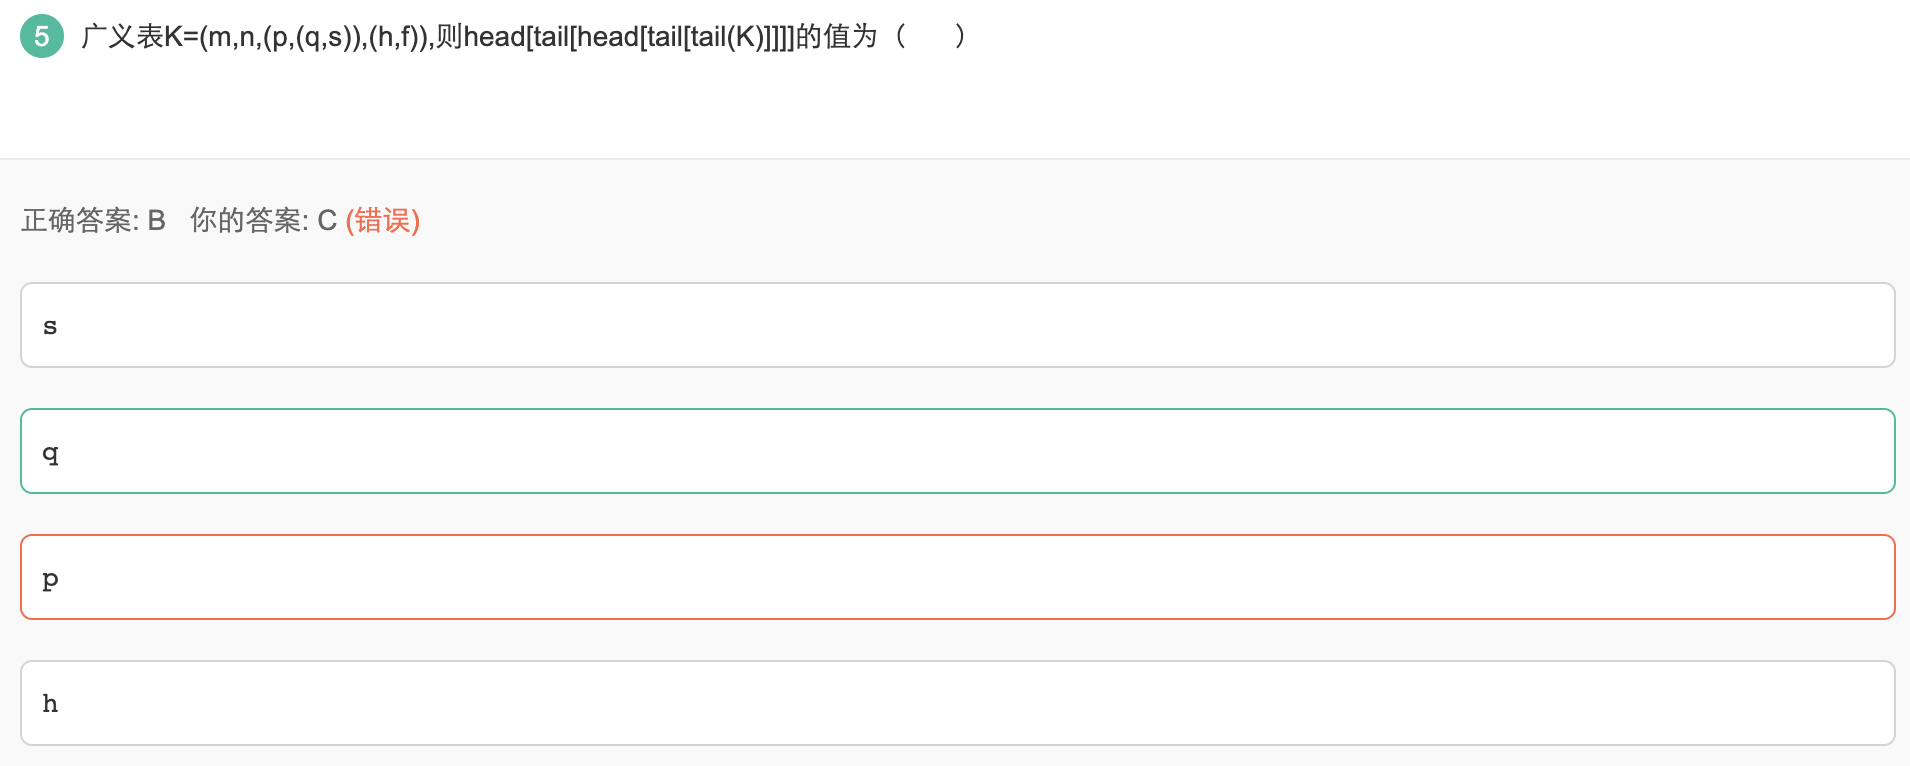 5 广义表K=(m,n,(p,(q,s)),(h,f)),则head[tail[head[tail[tail(K)]]]]的值为（  ）
正确答案: B 你的答案: C (错误)
s
q
p
h